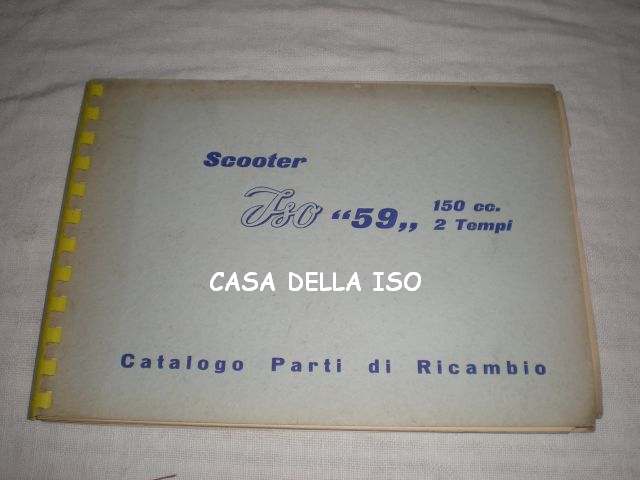 Scooter
Iso “59„ 150 cc.
2 Tempi
CASA DELLA ISO
Catalogo Parti di Ricambio